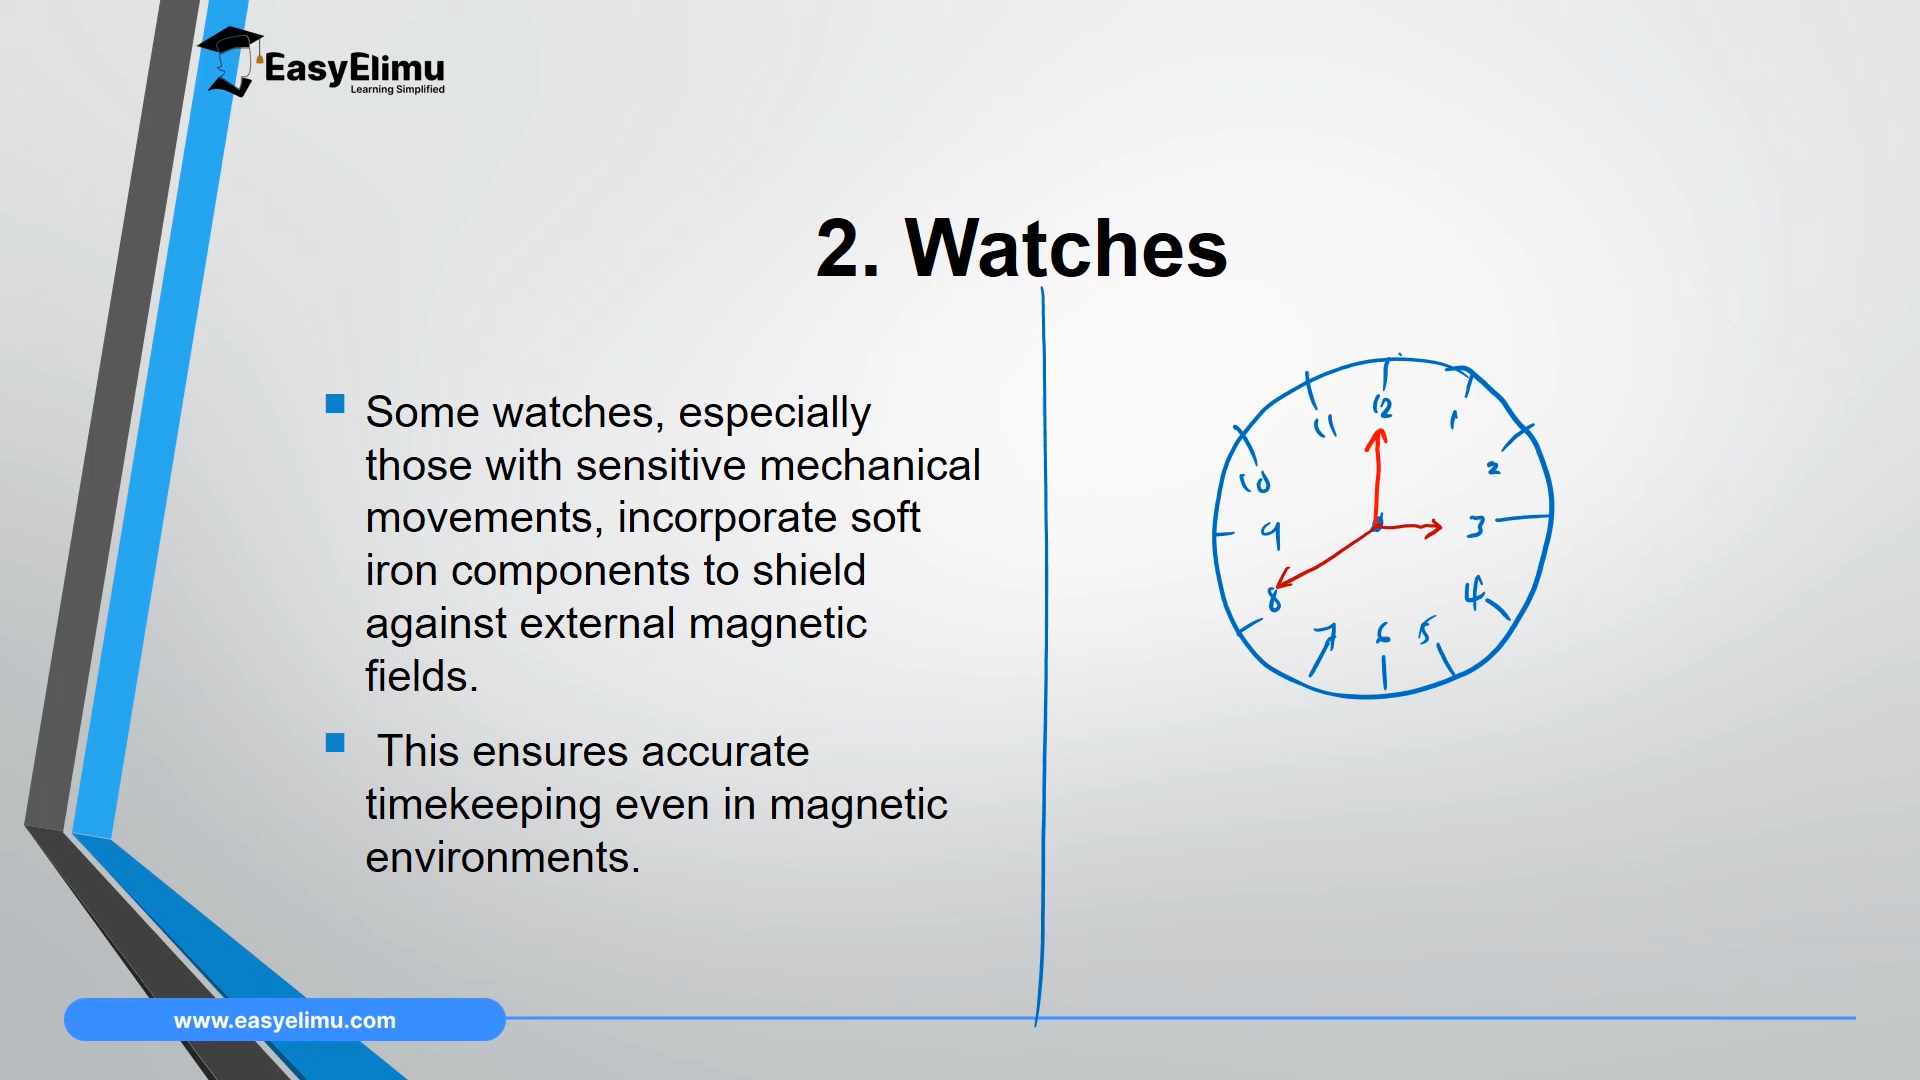 EasyElimu
Learning Simplified
2. Watches
Some watches, especially
those with sensitive mechanical
movements, incorporate soft
iron components to shield
against external magnetic
fields.
This ensures accurate
timekeeping even in magnetic
environments.
12
1
2
3
4
5
6
7
8
9
10
11
www.easyelimu.com